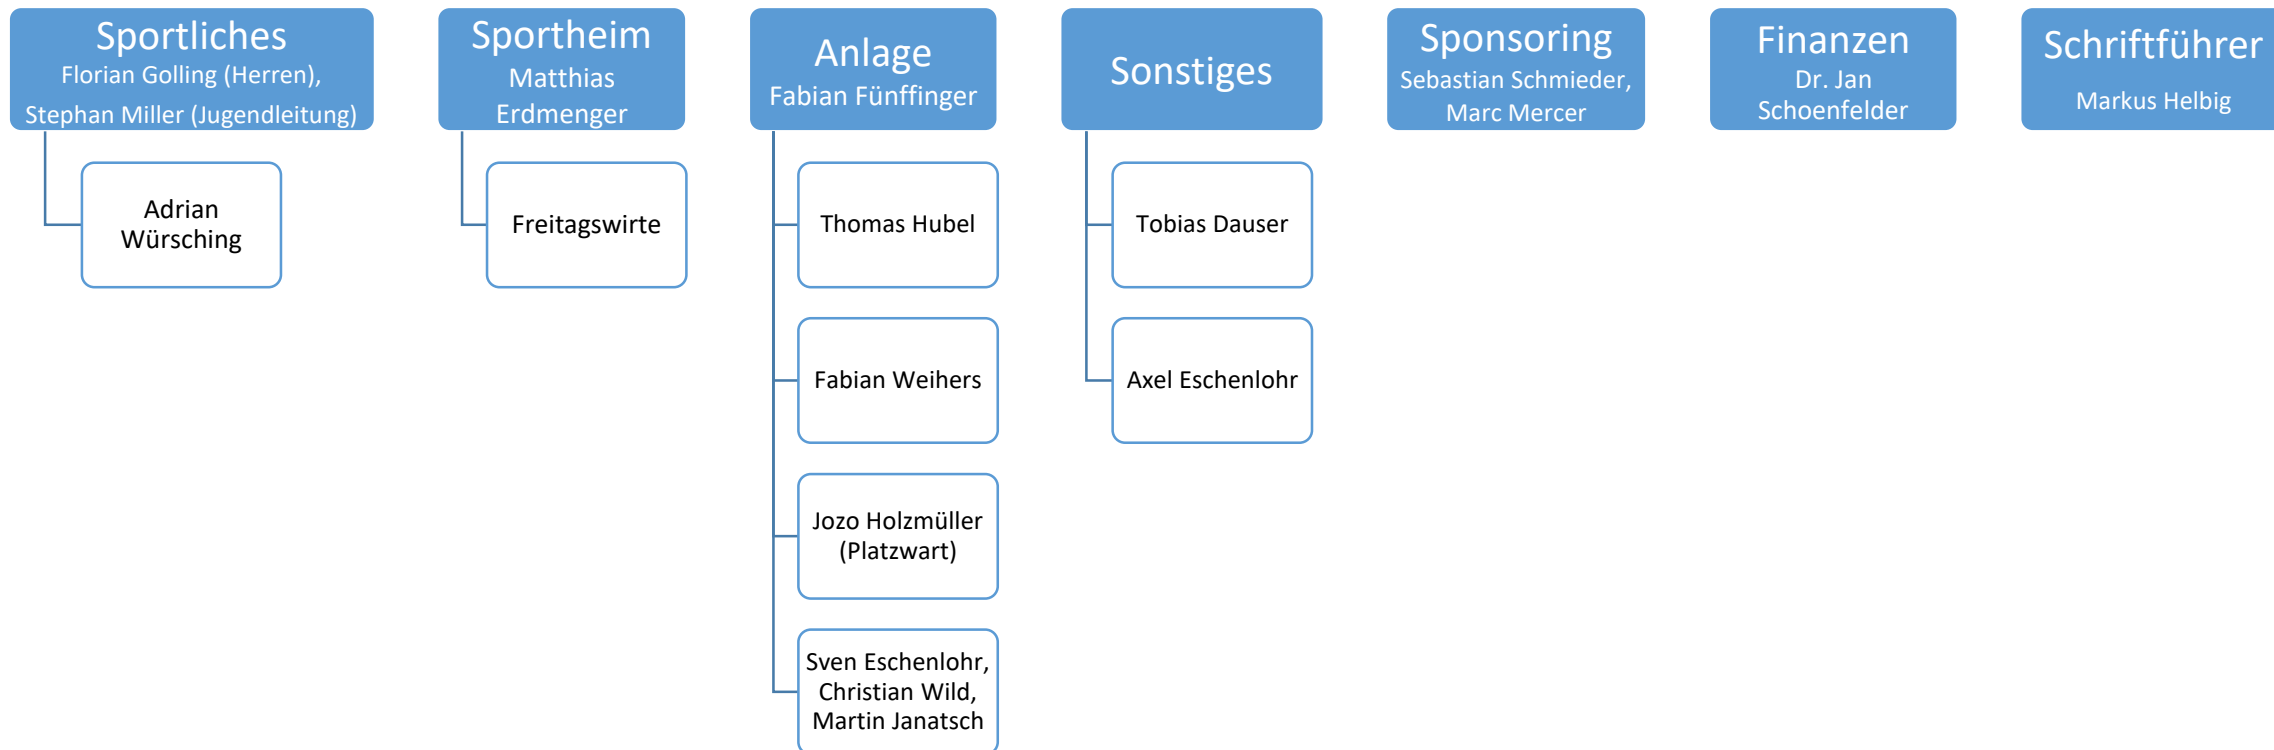 Sportliches
Florian Golling (Herren),
Stephan Miller (Jugendleitung)
Adrian
Würsching
Sportheim
Matthias
Erdmenger
Freitagswirte
Anlage
Fabian Fünffinger
Thomas Hubel
Fabian Weihers
Jozo Holzmüller
(Platzwart)
Sven Eschenlohr,
Christian Wild,
Martin Janatsch
Sonstiges
Tobias Dauser
Axel Eschenlohr
Sponsoring
Sebastian Schmieder,
Marc Mercer
Finanzen
Dr. Jan
Schoenfelder
Schriftführer
Markus Helbig